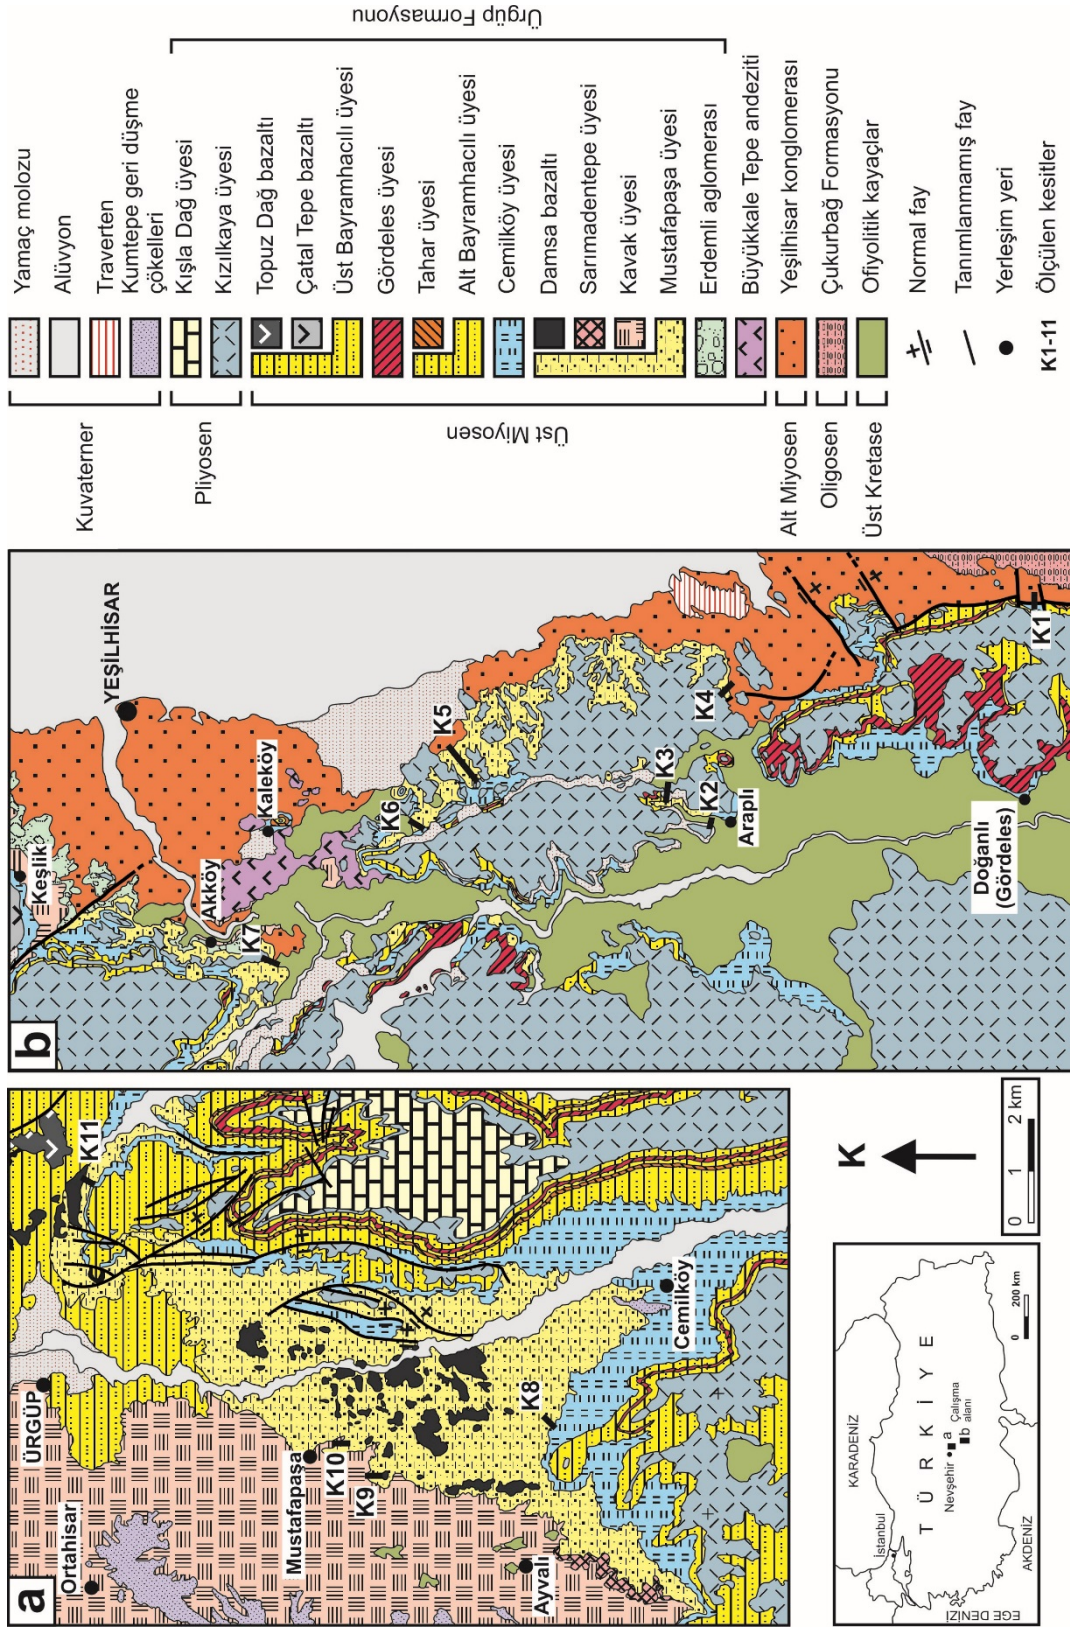 a
Ortahisar
ÜRGÜP
K11
Mustafapaşa
K10
K9
K8
Ayvalı
Cemilköy
b
Keşlik
YEŞİLHİSAR
Akköy
Kaleköy
K7
K6
K5
K4
K3
K2
Araplı
Doğanlı
(Gördeles)
K1
KARADENİZ
İstanbul
TÜRKİYE
Nevşehir
a
b
Çalışma
alanı
EGE DENİZİ
AKDENİZ
0 200 km
K
0 1 2 km
Kuvaterner
Yamaç molozu
Alüvyon
Traverten
Kumtepe geri düşme
çökelleri
Pliyosen
Kışla Dağ üyesi
Kızılkaya üyesi
Üst Miyosen
Topuz Dağ bazaltı
Çatal Tepe bazaltı
Üst Bayramhacılı üyesi
Gördeles üyesi
Tahar üyesi
Alt Bayramhacılı üyesi
Cemilköy üyesi
Damsa bazaltı
Sarımadentepe üyesi
Kavak üyesi
Mustafapaşa üyesi
Erdemli aglomerası
Büyükkale Tepe andeziti
Ürgüp Formasyonu
Alt Miyosen
Yeşilhisar konglomerası
Oligosen
Çukurbağ Formasyonu
Üst Kretase
Ofiyolitik kayaçlar
Normal fay
Tanımlanmamış fay
Yerleşim yeri
K1-11 Ölçülen kesitler